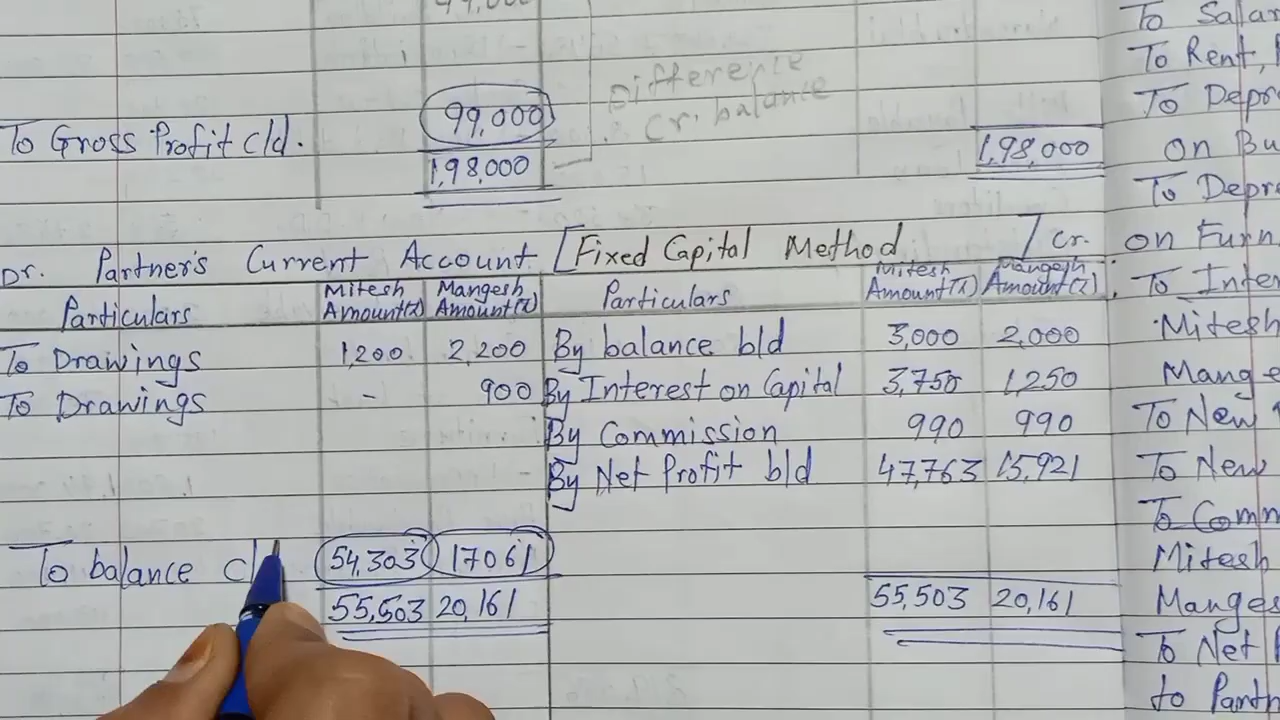 99,000
Difference
To Gross Profit c/d. 99,000 Cr. balance
1,98,000 1,98,000
Dr. Partner's Current Account [Fixed Capital Method ] Cr.
Particulars Mitesh Amount(₹) Mangesh Amount(₹) Particulars Mitesh Amount(₹) Mangesh Amount(₹)
To Drawings 1,200 2,200 By balance b/d 3,000 2,000
To Drawings - 900 By Interest on Capital 3,750 1,250
By Commission 990 990
By Net Profit b/d 47,763 15,921
To balance c/ 54,303 17061
55,503 20,161 55,503 20,161
To Salar
To Rent,
To Depr
on Bu
To Depr
on Furn
To Inter
Mitesh
Mange
To New
To New
To Comm
Mitesh
Manges
To Net
to Partn